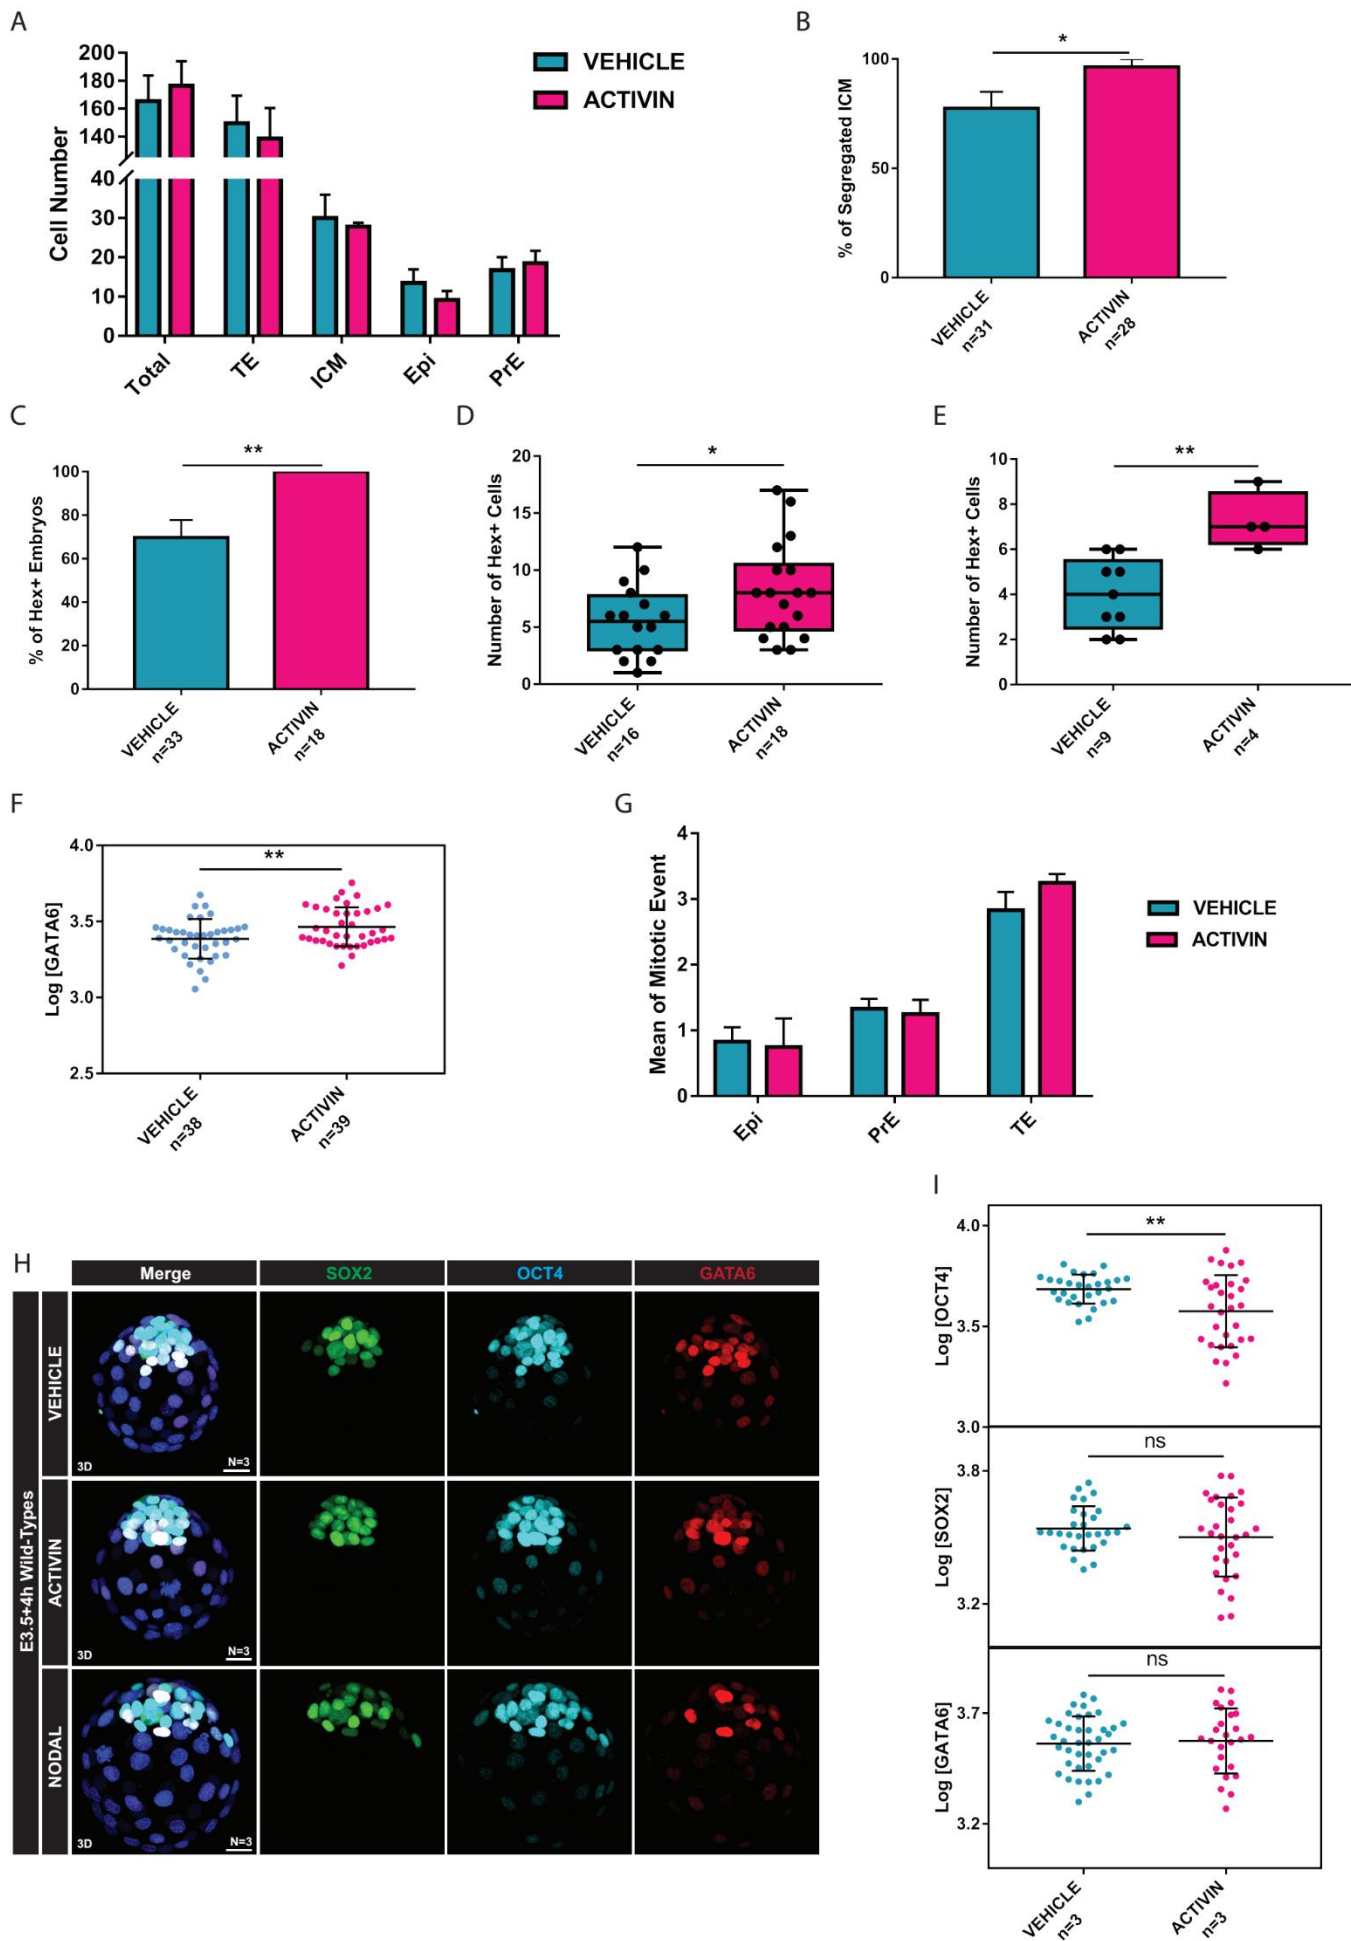 A
200
180
160
140
40
30
20
10
0
Cell Number
Total
TE
ICM
Epi
PrE
VEHICLE
ACTIVIN
B
*
100
50
0
% of Segregated ICM
VEHICLE
n=31
ACTIVIN
n=28
C
**
100
80
60
40
20
0
% of Hex+ Embryos
VEHICLE
n=33
ACTIVIN
n=18
D
*
20
15
10
5
0
Number of Hex+ Cells
VEHICLE
n=16
ACTIVIN
n=18
E
**
10
8
6
4
2
0
Number of Hex+ Cells
VEHICLE
n=9
ACTIVIN
n=4
F
**
4.0
3.5
3.0
2.5
Log [GATA6]
VEHICLE
n=38
ACTIVIN
n=39
G
4
3
2
1
0
Mean of Mitotic Event
Epi
PrE
TE
VEHICLE
ACTIVIN
H
Merge
SOX2
OCT4
GATA6
E3.5+4h Wild-Types
VEHICLE
3D
N=3
ACTIVIN
3D
N=3
NODAL
3D
N=3
I
**
4.0
3.5
3.0
Log [OCT4]
ns
3.8
3.2
Log [SOX2]
ns
3.7
3.2
Log [GATA6]
VEHICLE
n=3
ACTIVIN
n=3